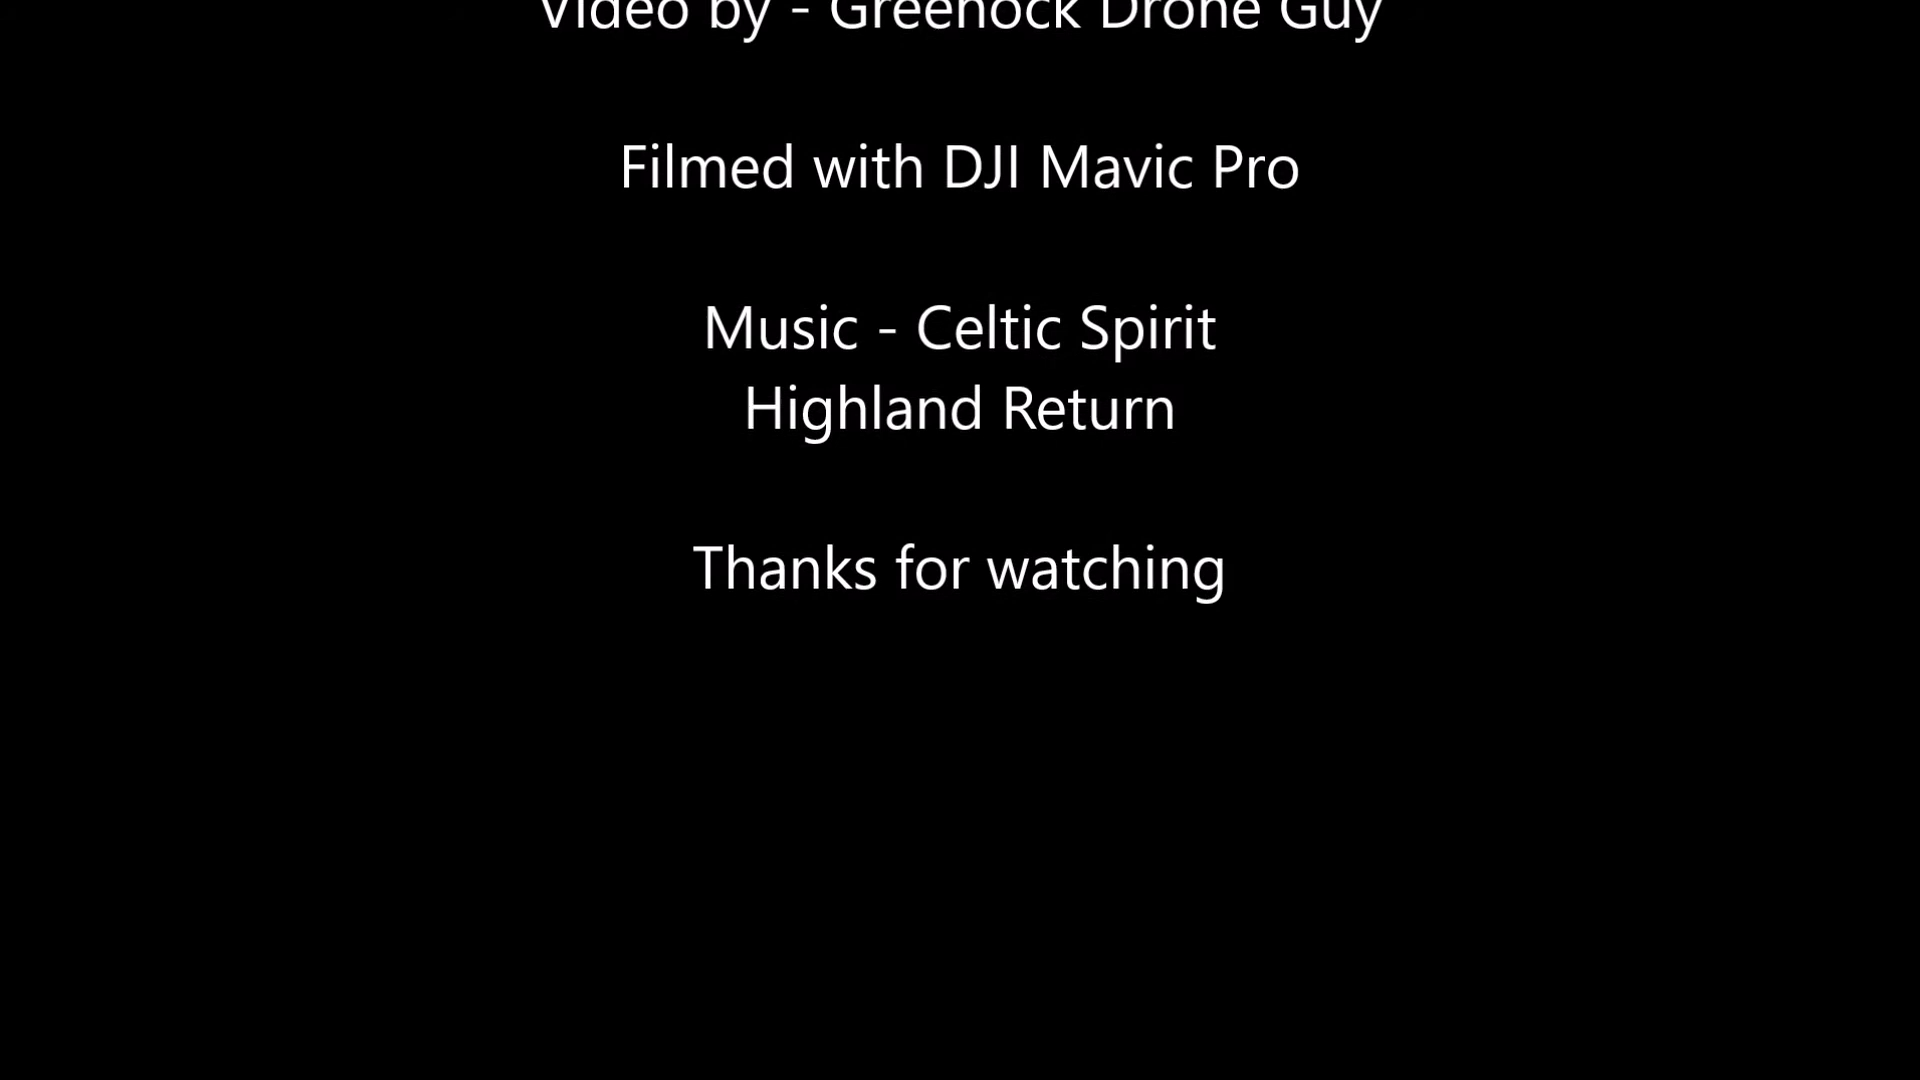 Video by - Greenock Drone Guy
Filmed with DJI Mavic Pro
Music - Celtic Spirit
Highland Return
Thanks for watching